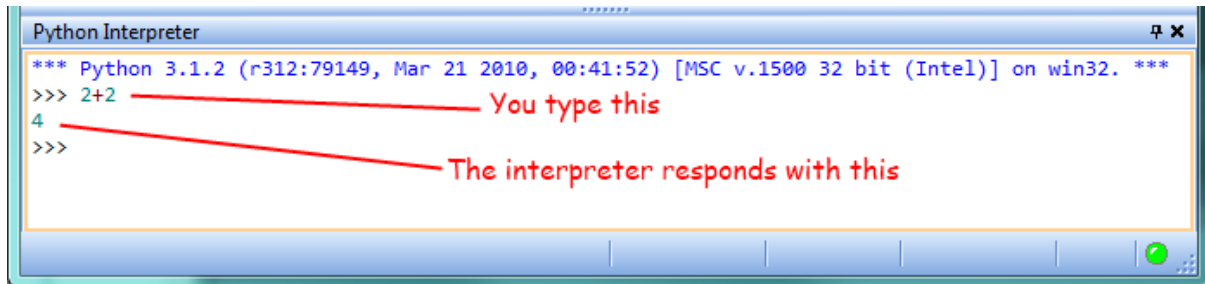 Python Interpreter
*** Python 3.1.2 (r312:79149, Mar 21 2010, 00:41:52) [MSC v.1500 32 bit (Intel)] on win32. ***
>>> 2+2
You type this
4
>>>
The interpreter responds with this